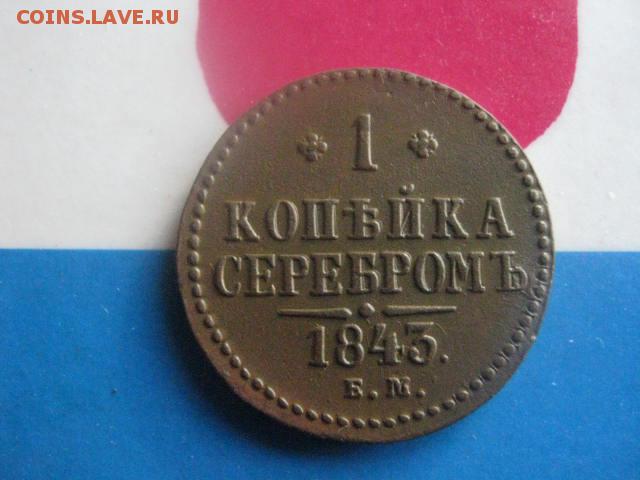 COINS.LAVE.RU
1
КОПѢЙКА
СЕРЕБРОМЪ
1843.
Е.М.